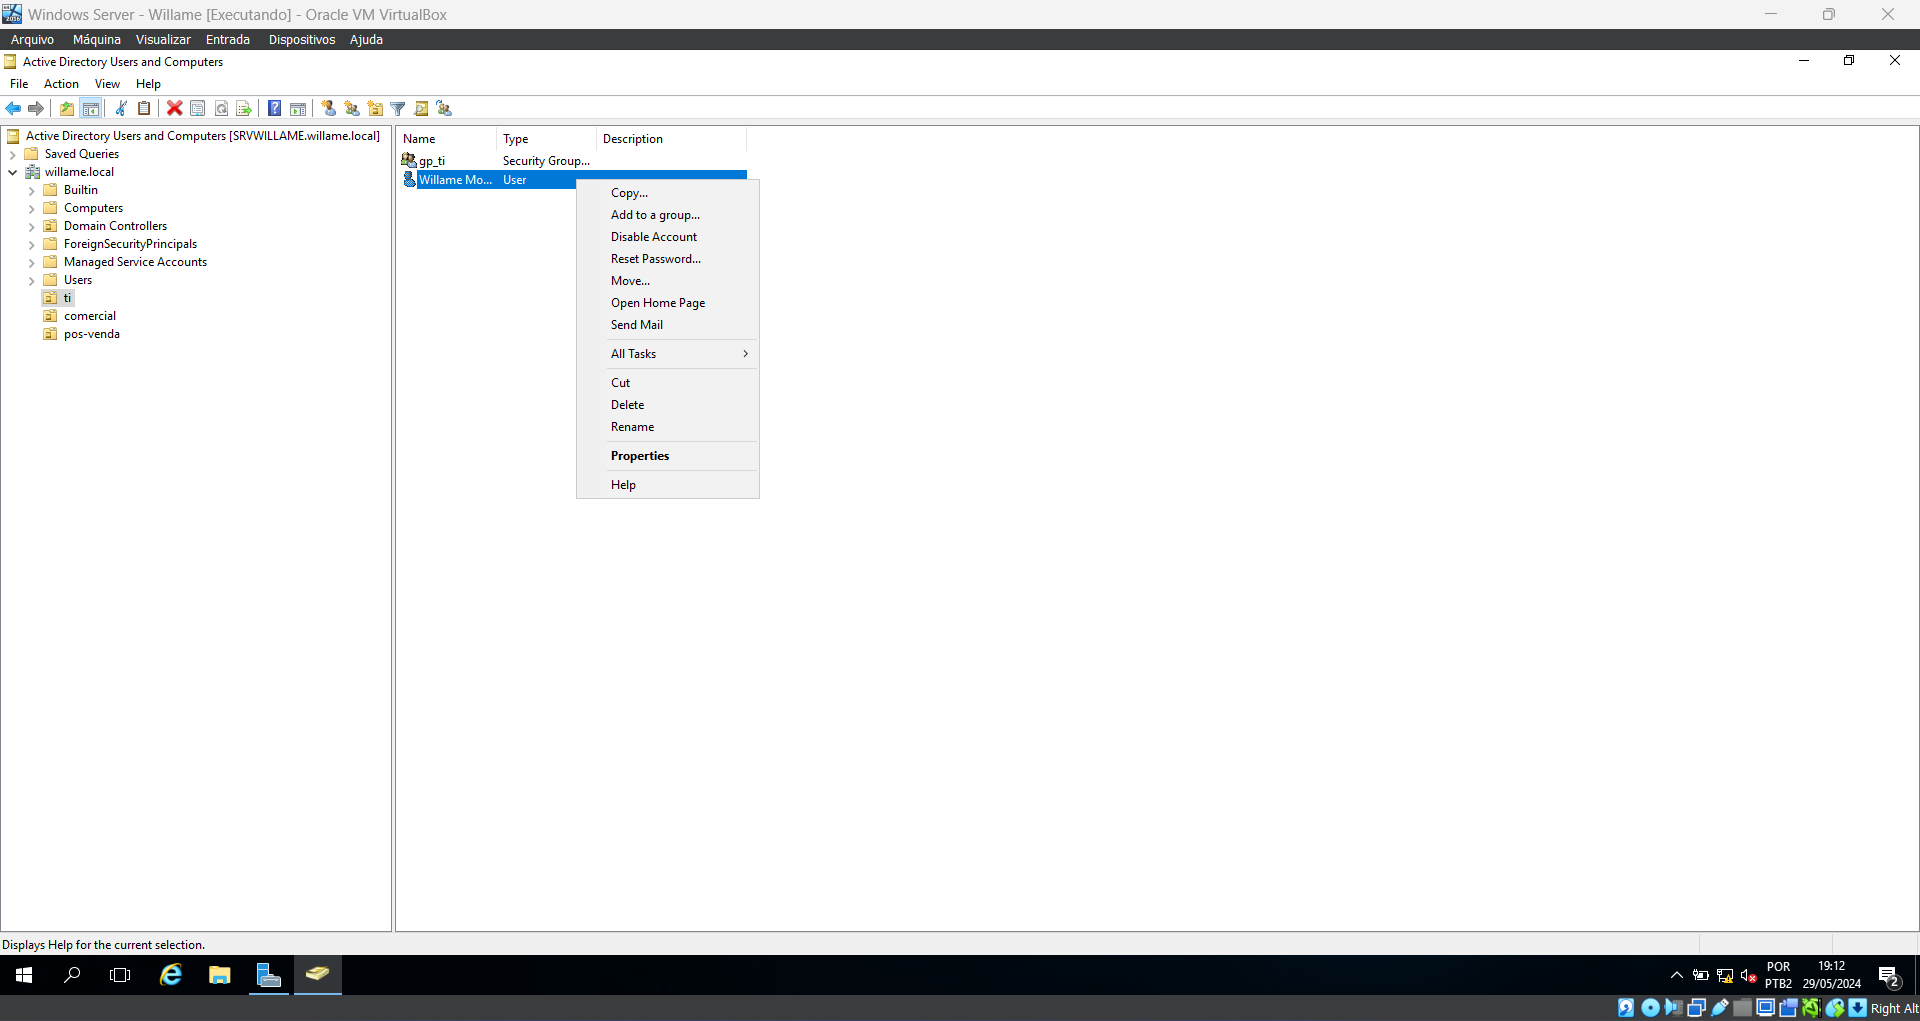 Windows Server - Willame [Executando] - Oracle VM VirtualBox
Arquivo Máquina Visualizar Entrada Dispositivos Ajuda
Active Directory Users and Computers
File Action View Help
Active Directory Users and Computers [SRVWILLAME.willame.local]
Saved Queries
willame.local
Builtin
Computers
Domain Controllers
ForeignSecurityPrincipals
Managed Service Accounts
Users
ti
comercial
pos-venda
Name Type Description
gp_ti Security Group...
Willame Mo... User
Copy...
Add to a group...
Disable Account
Reset Password...
Move...
Open Home Page
Send Mail
All Tasks
Cut
Delete
Rename
Properties
Help
Displays Help for the current selection.
POR
PTB2
19:12
29/05/2024
2
Right Alt